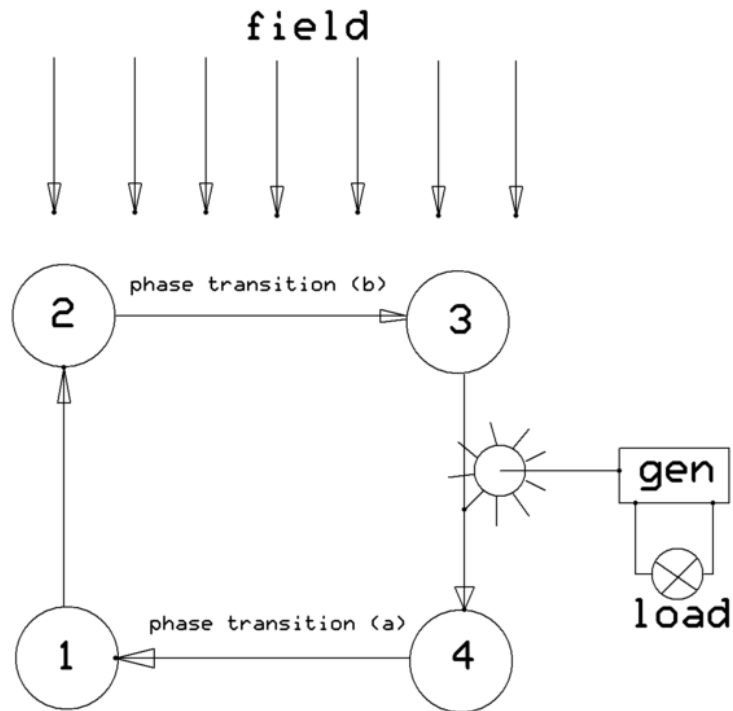 field
phase transition (b)
2
3
gen
load
phase transition (a)
1
4